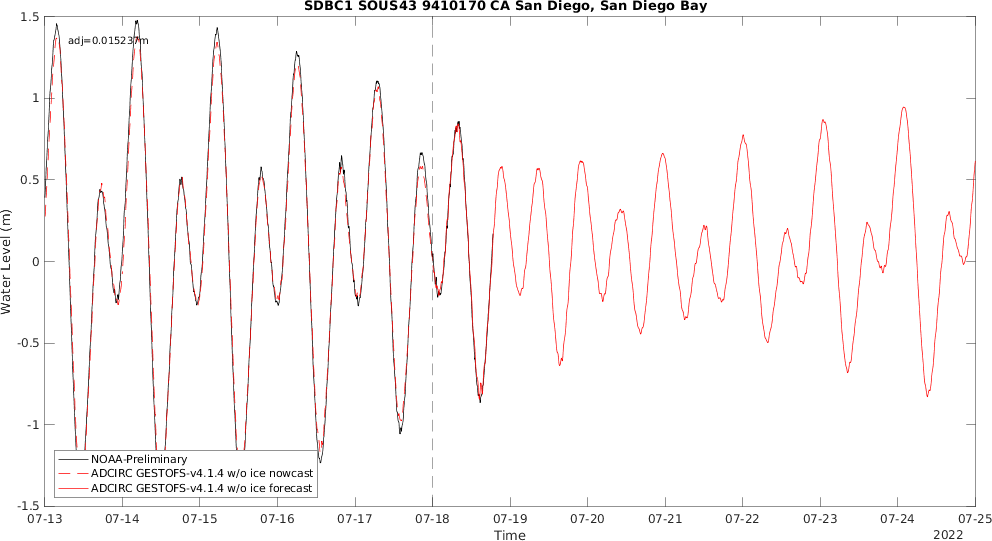 SDBC1 SOUS43 9410170 CA San Diego, San Diego Bay
adj=0.015237m
1.5
1
0.5
0
-0.5
-1
-1.5
Water Level (m)
NOAA-Preliminary
ADCIRC GESTOFS-v4.1.4 w/o ice nowcast
ADCIRC GESTOFS-v4.1.4 w/o ice forecast
07-13 07-14 07-15 07-16 07-17 07-18 07-19 07-20 07-21 07-22 07-23 07-24 07-25
Time
2022